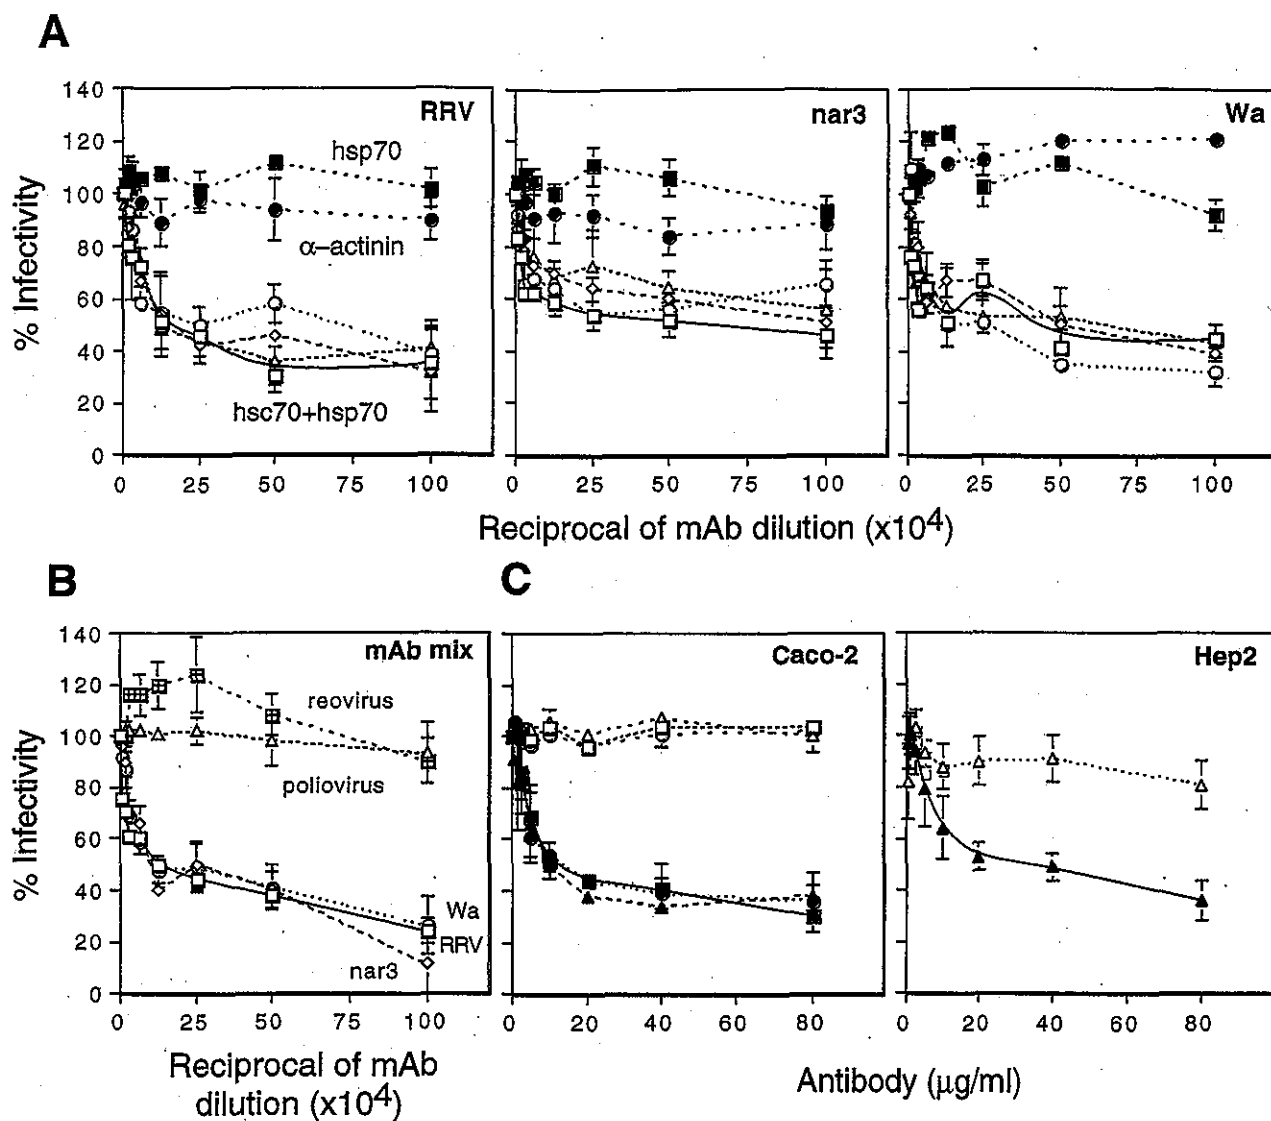 A
RRV
nar3
Wa
140
120
100
80
60
40
20
0
% Infectivity
hsp70
α–actinin
hsc70+hsp70
0 25 50 75 100
0 25 50 75 100
0 25 50 75 100
Reciprocal of mAb dilution (x10⁴)
B
C
mAb mix
Caco-2
Hep2
140
120
100
80
60
40
20
0
% Infectivity
reovirus
poliovirus
Wa
RRV
nar3
0 25 50 75 100
0 20 40 60 80
0 20 40 60 80
Reciprocal of mAb
dilution (x10⁴)
Antibody (μg/ml)